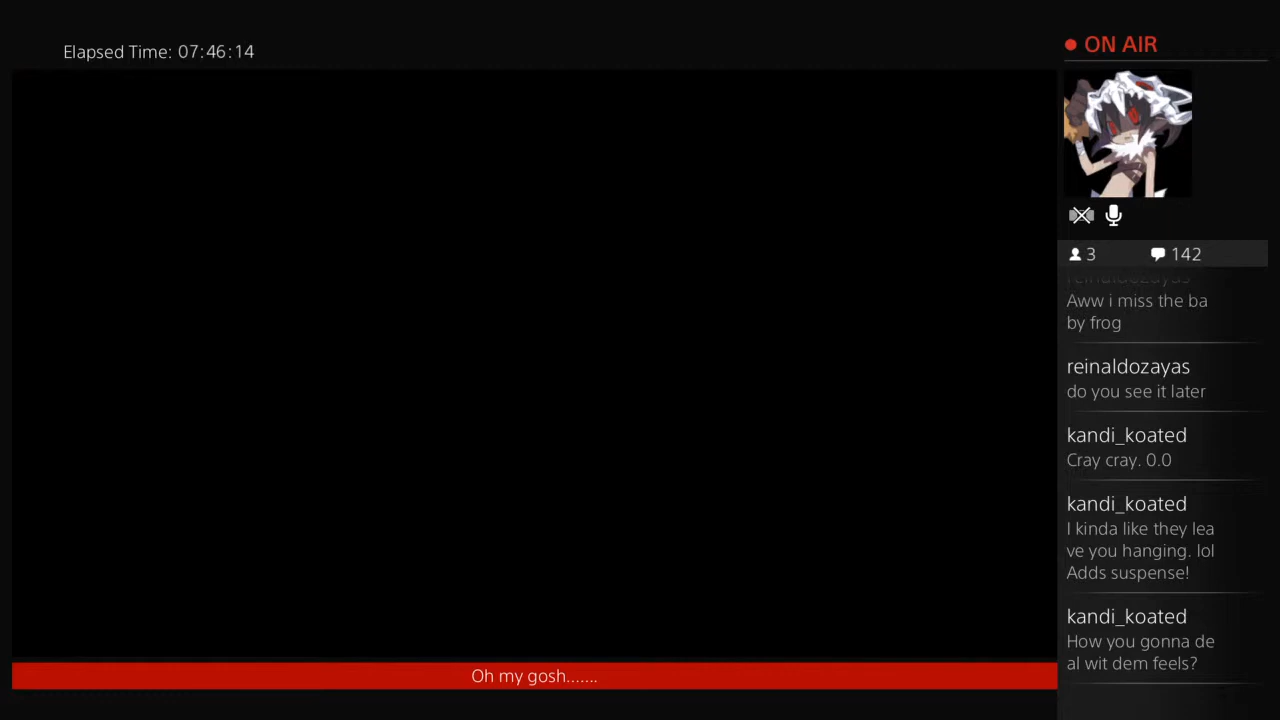 Elapsed Time: 07:46:14
ON AIR
3
142
reinaldozayas
Aww i miss the ba
by frog
reinaldozayas
do you see it later
kandi_koated
Cray cray. 0.0
kandi_koated
I kinda like they lea
ve you hanging. lol
Adds suspense!
kandi_koated
How you gonna de
al wit dem feels?
Oh my gosh.......